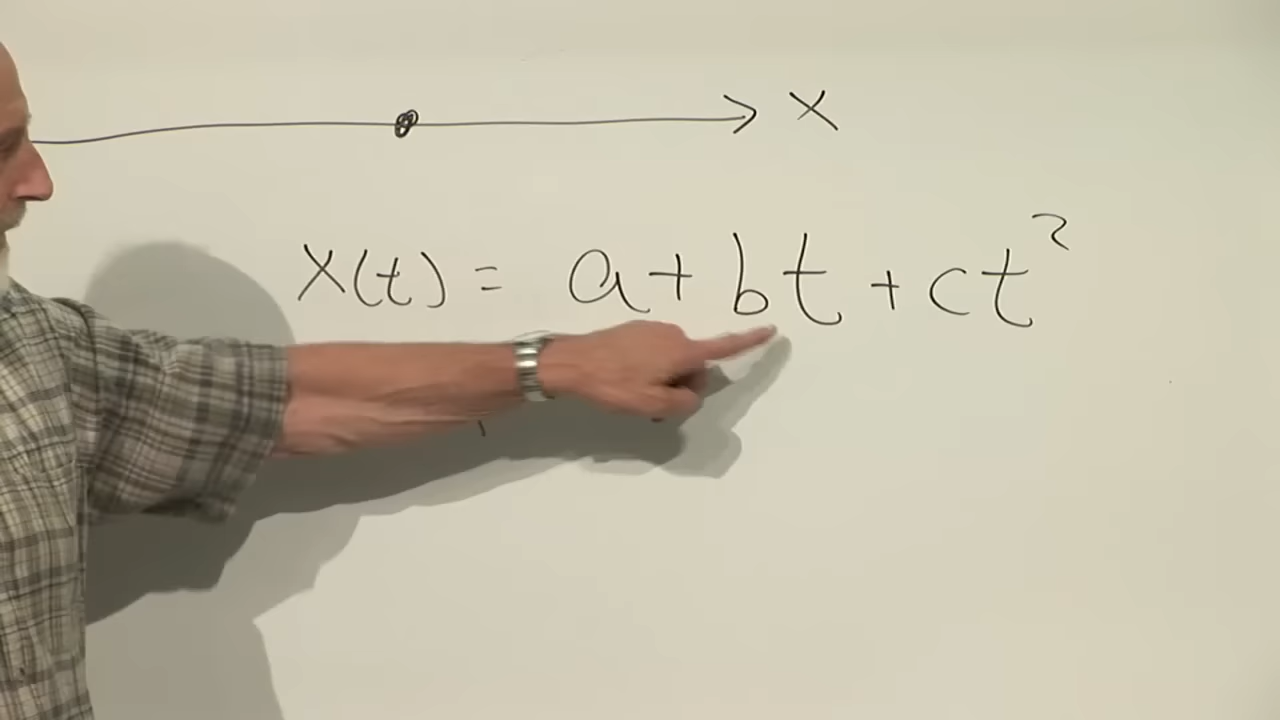 x
x(t) = a + bt + ct²